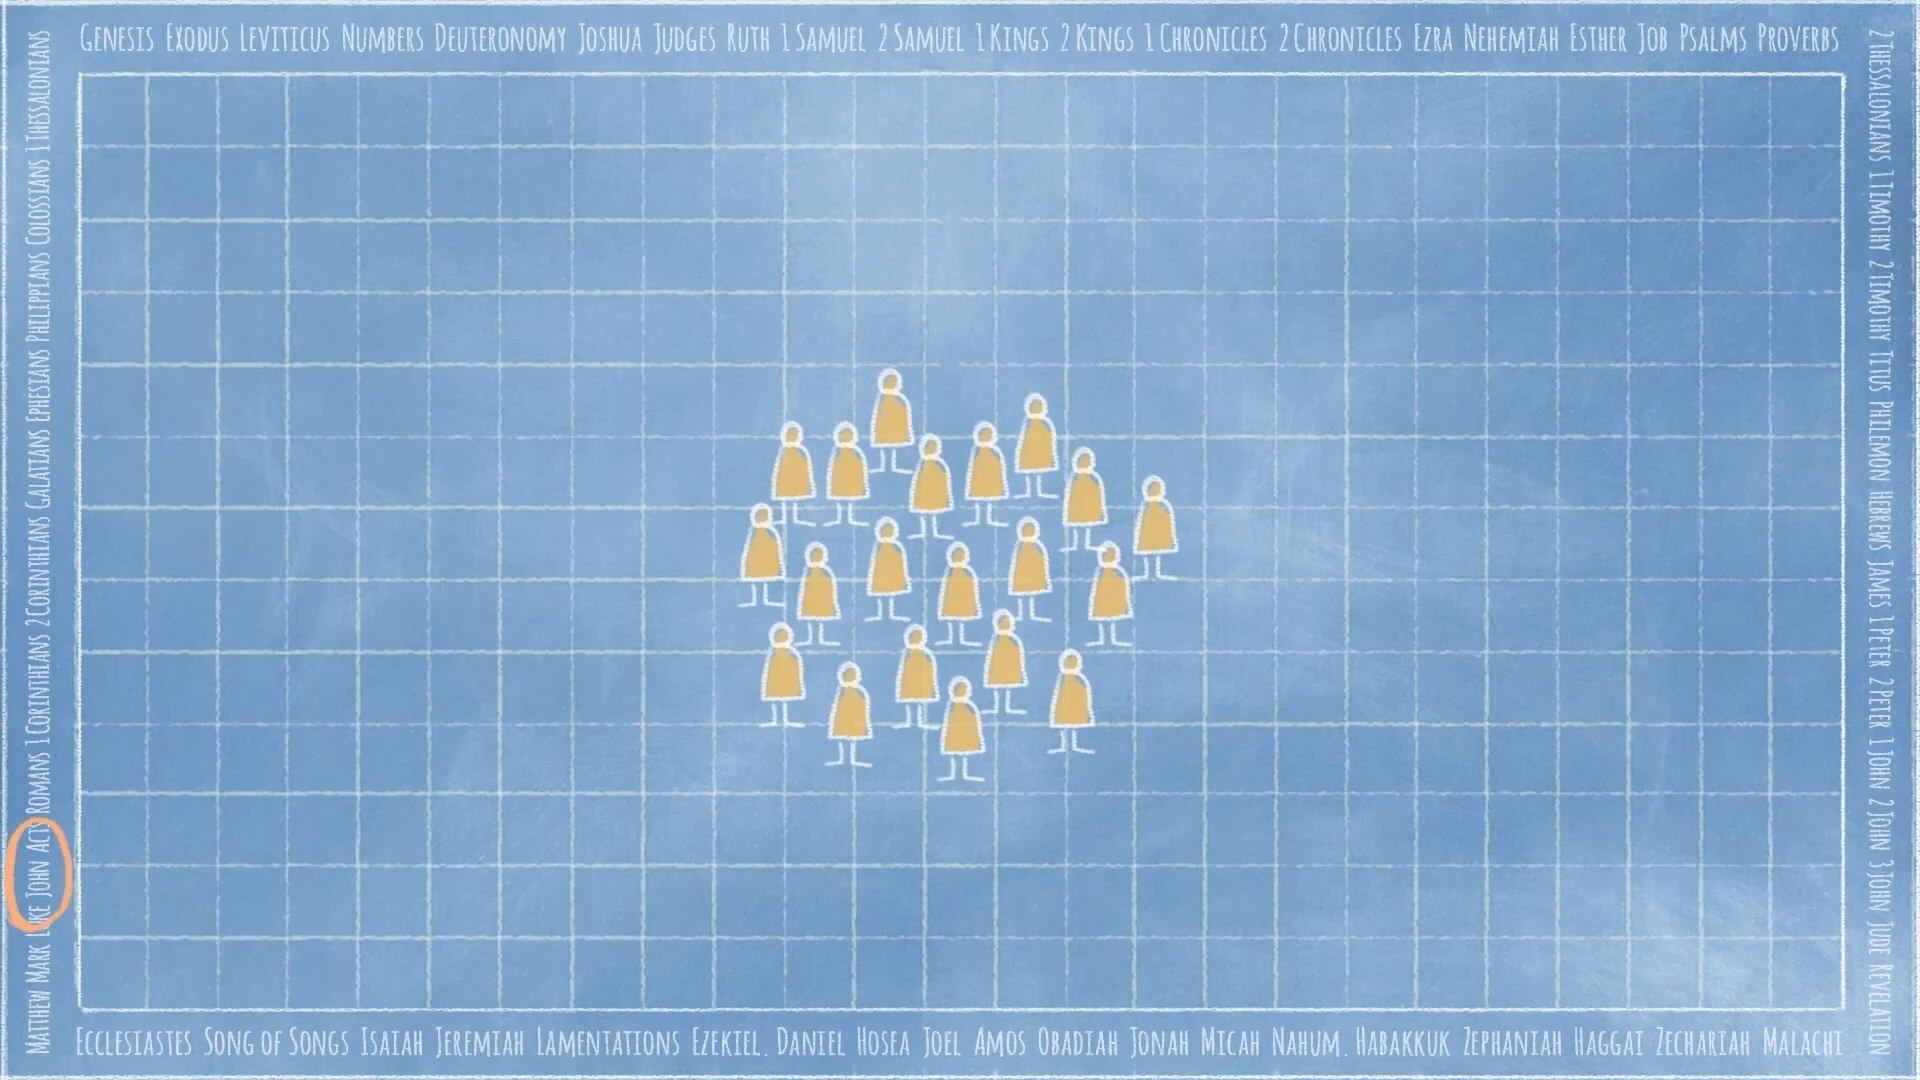 Genesis Exodus Leviticus Numbers Deuteronomy Joshua Judges Ruth 1 Samuel 2 Samuel 1 Kings 2 Kings 1 Chronicles 2 Chronicles Ezra Nehemiah Esther Job Psalms Proverbs
Ecclesiastes Song of Songs Isaiah Jeremiah Lamentations Ezekiel. Daniel Hosea Joel Amos Obadiah Jonah Micah Nahum. Habakkuk Zephaniah Haggai Zechariah Malachi
Matthew Mark Luke John Acts Romans 1 Corinthians 2 Corinthians Galatians Ephesians Philippians Colossians 1 Thessalonians
2 Thessalonians 1 Timothy 2 Timothy Titus Philemon Hebrews James 1 Peter 2 Peter 1 John 2 John 3 John Jude Revelation